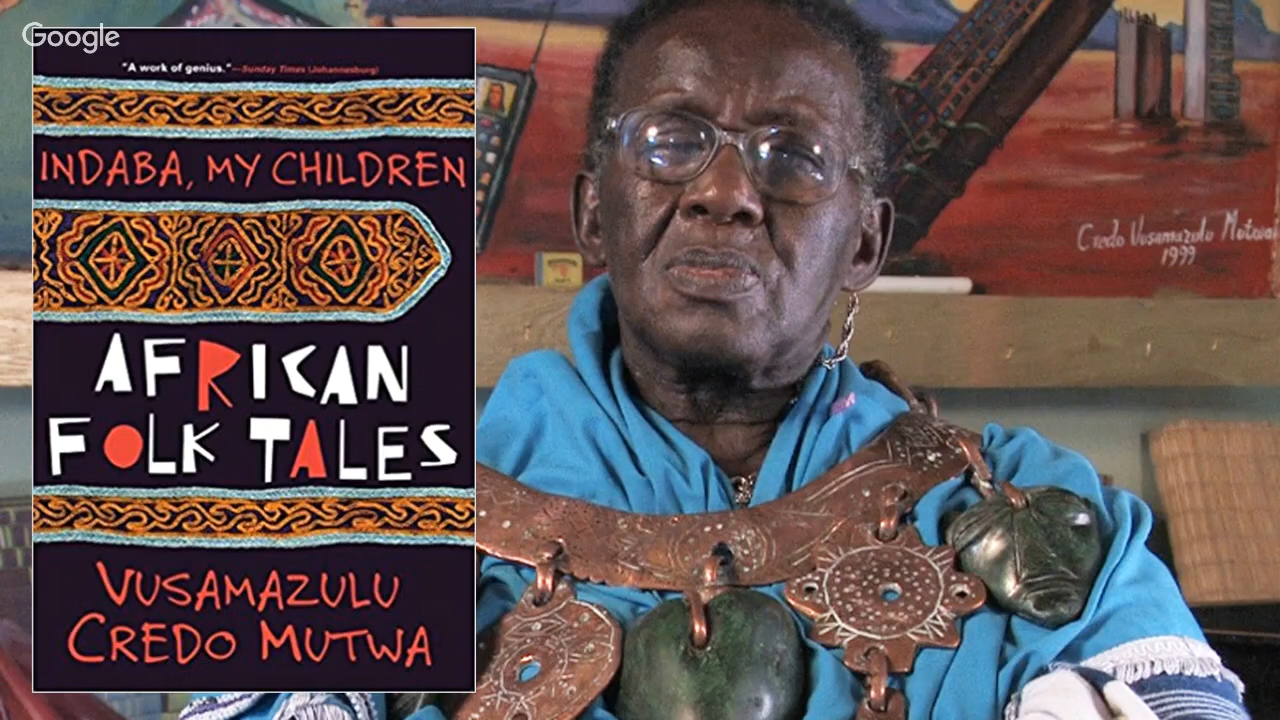 Google
"A work of genius."—Sunday Times (Johannesburg)
INDABA, MY CHILDREN
AFRICAN
FOLK TALES
VUSAMAZULU
CREDO MUTWA
Credo Vusamazulu Mutwa
1999